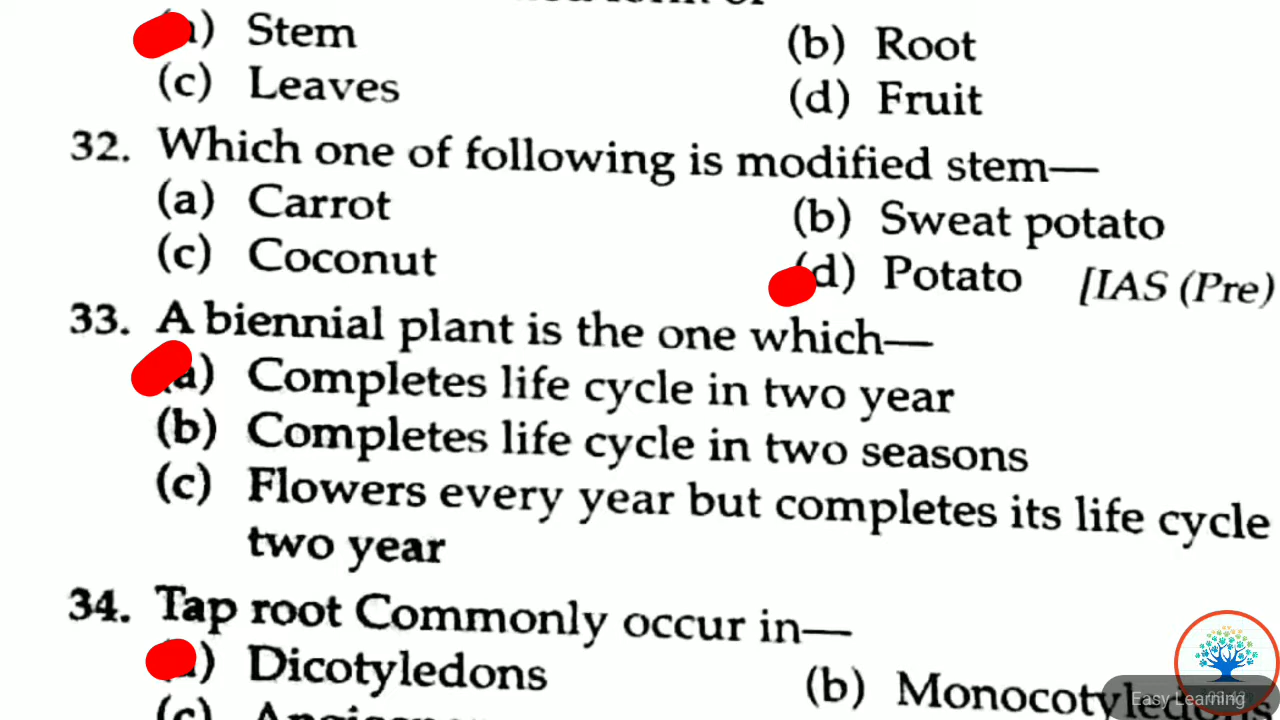 form of
Stem
(b) Root
(c) Leaves
(d) Fruit
32. Which one of following is modified stem—
(a) Carrot
(b) Sweat potato
(c) Coconut
(d) Potato [IAS (Pre)
33. A biennial plant is the one which—
(a) Completes life cycle in two year
(b) Completes life cycle in two seasons
(c) Flowers every year but completes its life cycle
two year
34. Tap root Commonly occur in—
Dicotyledons
(b) Monocotyledons
(c)
Easy Learning